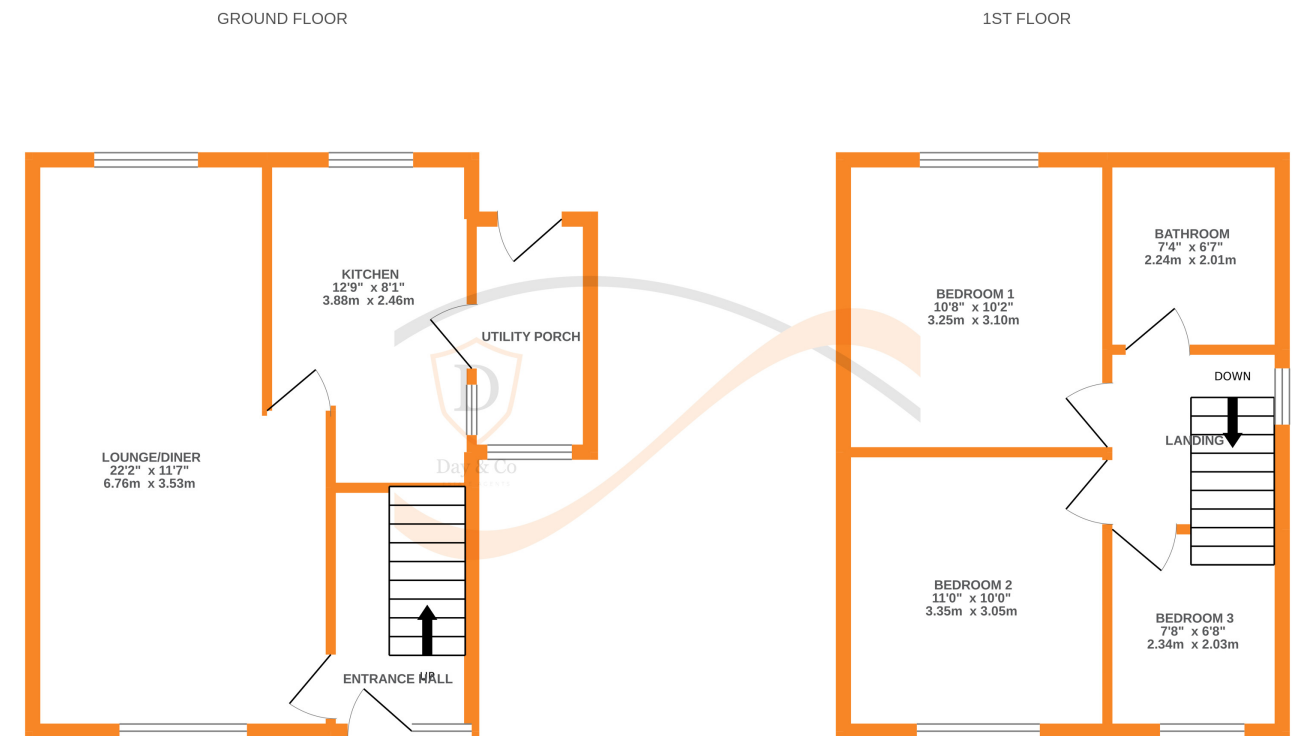 GROUND FLOOR
1ST FLOOR
KITCHEN
12'9" x 8'1"
3.88m x 2.46m
UTILITY PORCH
LOUNGE/DINER
22'2" x 11'7"
6.76m x 3.53m
D
Day & Co
UP
ENTRANCE HALL
BATHROOM
7'4" x 6'7"
2.24m x 2.01m
BEDROOM 1
10'8" x 10'2"
3.25m x 3.10m
DOWN
LANDING
BEDROOM 2
11'0" x 10'0"
3.35m x 3.05m
BEDROOM 3
7'8" x 6'8"
2.34m x 2.03m